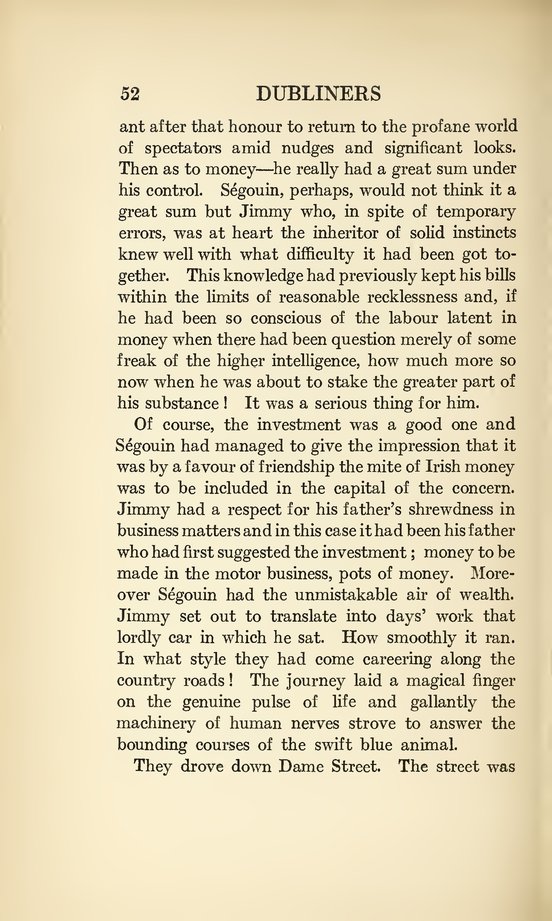 52 DUBLINERS
ant after that honour to return to the profane world
of spectators amid nudges and significant looks.
Then as to money—he really had a great sum under
his control. Ségouin, perhaps, would not think it a
great sum but Jimmy who, in spite of temporary
errors, was at heart the inheritor of solid instincts
knew well with what difficulty it had been got to-
gether. This knowledge had previously kept his bills
within the limits of reasonable recklessness and, if
he had been so conscious of the labour latent in
money when there had been question merely of some
freak of the higher intelligence, how much more so
now when he was about to stake the greater part of
his substance ! It was a serious thing for him.
Of course, the investment was a good one and
Ségouin had managed to give the impression that it
was by a favour of friendship the mite of Irish money
was to be included in the capital of the concern.
Jimmy had a respect for his father's shrewdness in
business matters and in this case it had been his father
who had first suggested the investment ; money to be
made in the motor business, pots of money. More-
over Ségouin had the unmistakable air of wealth.
Jimmy set out to translate into days' work that
lordly car in which he sat. How smoothly it ran.
In what style they had come careering along the
country roads ! The journey laid a magical finger
on the genuine pulse of life and gallantly the
machinery of human nerves strove to answer the
bounding courses of the swift blue animal.
They drove down Dame Street. The street was